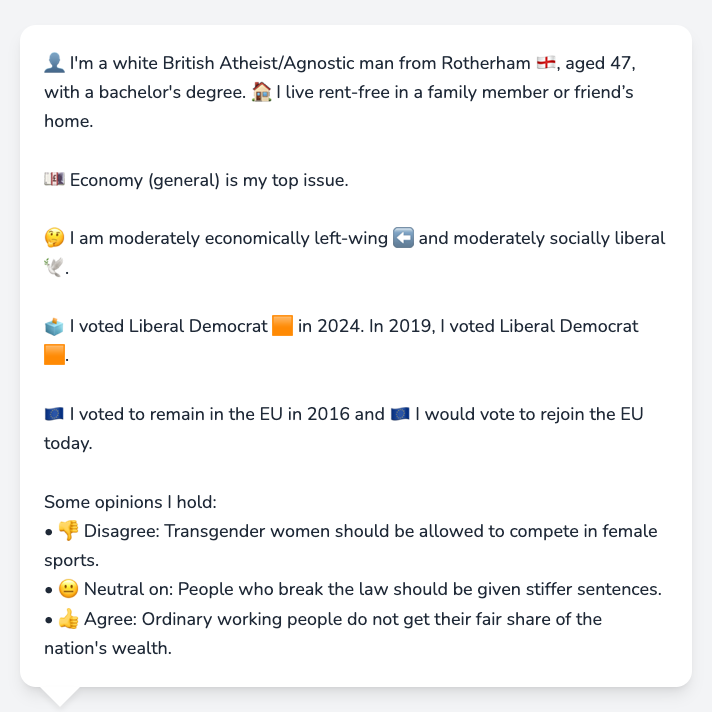 👤 I'm a white British Atheist/Agnostic man from Rotherham 🏴󠁧󠁢󠁥󠁮󠁧󠁿, aged 47,
with a bachelor's degree. 🏠 I live rent-free in a family member or friend’s
home.
💷 Economy (general) is my top issue.
🤔 I am moderately economically left-wing ⬅️ and moderately socially liberal
🕊️.
🗳️ I voted Liberal Democrat 🟧 in 2024. In 2019, I voted Liberal Democrat
🟧.
🇪🇺 I voted to remain in the EU in 2016 and 🇪🇺 I would vote to rejoin the EU
today.
Some opinions I hold:
• 👎 Disagree: Transgender women should be allowed to compete in female
sports.
• 😐 Neutral on: People who break the law should be given stiffer sentences.
• 👍 Agree: Ordinary working people do not get their fair share of the
nation's wealth.